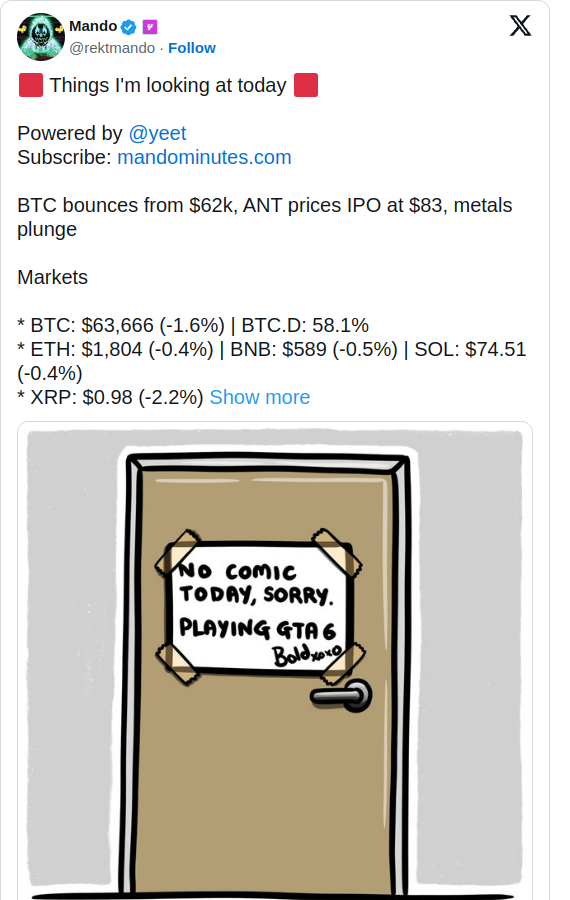 Mando
@rektmando · Follow
Things I'm looking at today
Powered by @yeet
Subscribe: mandominutes.com
BTC bounces from $62k, ANT prices IPO at $83, metals
plunge
Markets
* BTC: $63,666 (-1.6%) | BTC.D: 58.1%
* ETH: $1,804 (-0.4%) | BNB: $589 (-0.5%) | SOL: $74.51
(-0.4%)
* XRP: $0.98 (-2.2%) Show more
NO COMIC
TODAY, SORRY.
PLAYING GTA 6
Bold xoxo